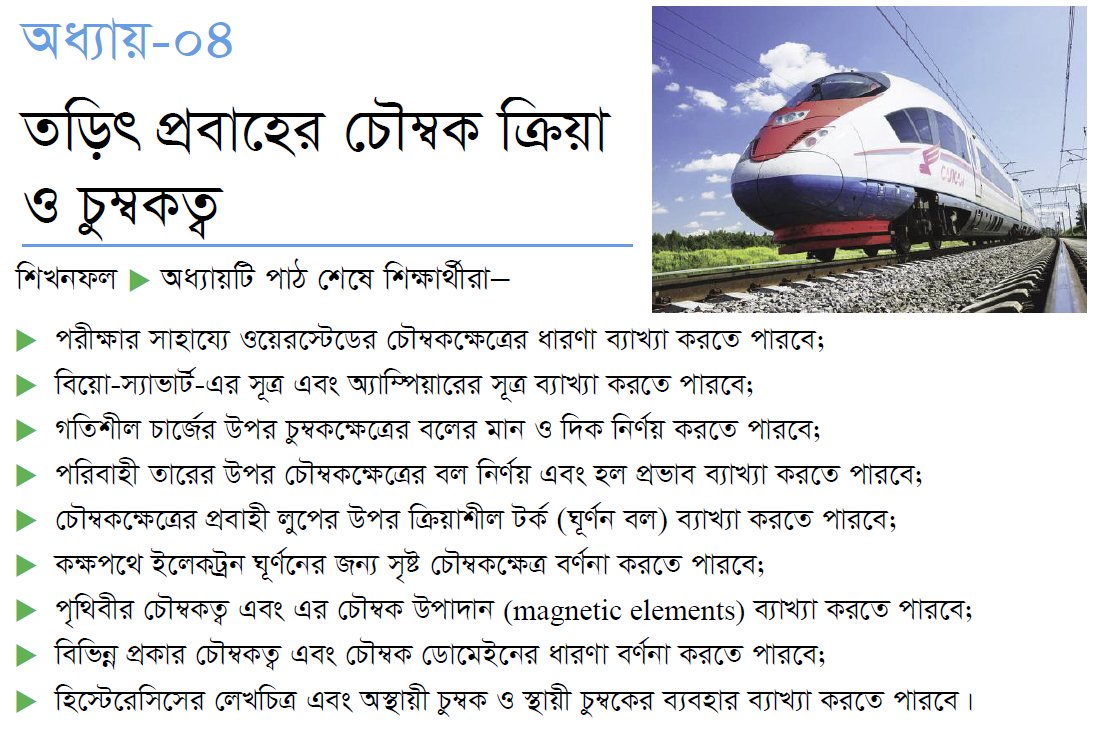 অধ্যায়-০৪
তড়িৎ প্রবাহের চৌম্বক ক্রিয়া
ও চুম্বকত্ব
শিখনফল ▶ অধ্যায়টি পাঠ শেষে শিক্ষার্থীরা–
▶ পরীক্ষার সাহায্যে ওয়েরস্টেডের চৌম্বকক্ষেত্রের ধারণা ব্যাখ্যা করতে পারবে;
▶ বিয়ো-স্যাভার্ট-এর সূত্র এবং অ্যাম্পিয়ারের সূত্র ব্যাখ্যা করতে পারবে;
▶ গতিশীল চার্জের উপর চুম্বকক্ষেত্রের বলের মান ও দিক নির্ণয় করতে পারবে;
▶ পরিবাহী তারের উপর চৌম্বকক্ষেত্রের বল নির্ণয় এবং হল প্রভাব ব্যাখ্যা করতে পারবে;
▶ চৌম্বকক্ষেত্রের প্রবাহী লুপের উপর ক্রিয়াশীল টর্ক (ঘূর্ণন বল) ব্যাখ্যা করতে পারবে;
▶ কক্ষপথে ইলেকট্রন ঘূর্ণনের জন্য সৃষ্ট চৌম্বকক্ষেত্র বর্ণনা করতে পারবে;
▶ পৃথিবীর চৌম্বকত্ব এবং এর চৌম্বক উপাদান (magnetic elements) ব্যাখ্যা করতে পারবে;
▶ বিভিন্ন প্রকার চৌম্বকত্ব এবং চৌম্বক ডোমেইনের ধারণা বর্ণনা করতে পারবে;
▶ হিস্টেরেসিসের লেখচিত্র এবং অস্থায়ী চুম্বক ও স্থায়ী চুম্বকের ব্যবহার ব্যাখ্যা করতে পারবে।